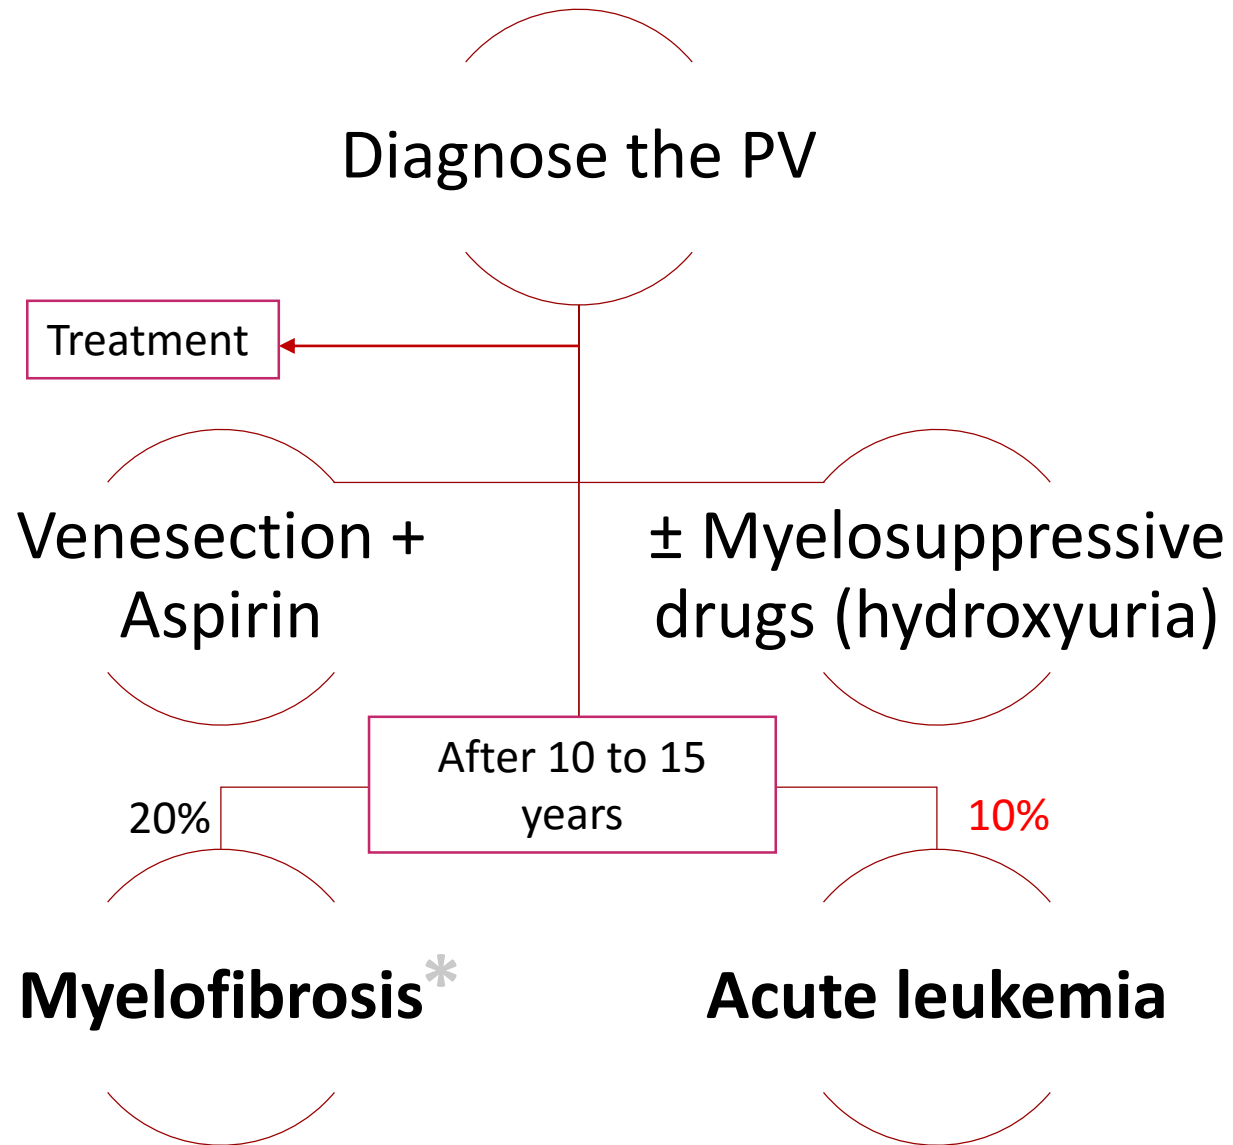 Diagnose the PV
Treatment
Venesection +
Aspirin
± Myelosuppressive
drugs (hydroxyuria)
After 10 to 15
years
20%
10%
Myelofibrosis*
Acute leukemia